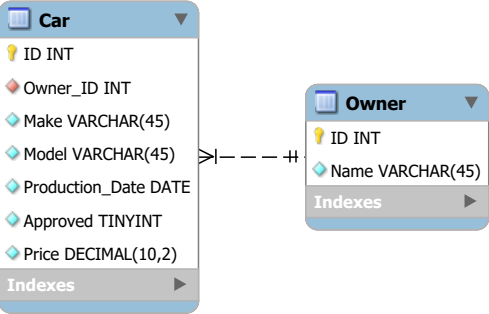 Car
ID INT
Owner_ID INT
Make VARCHAR(45)
Model VARCHAR(45)
Production_Date DATE
Approved TINYINT
Price DECIMAL(10,2)
Indexes
Owner
ID INT
Name VARCHAR(45)
Indexes